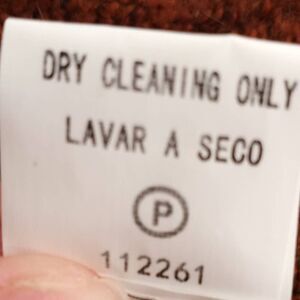 DRY CLEANING ONLY
LAVAR A SECO
P
112261